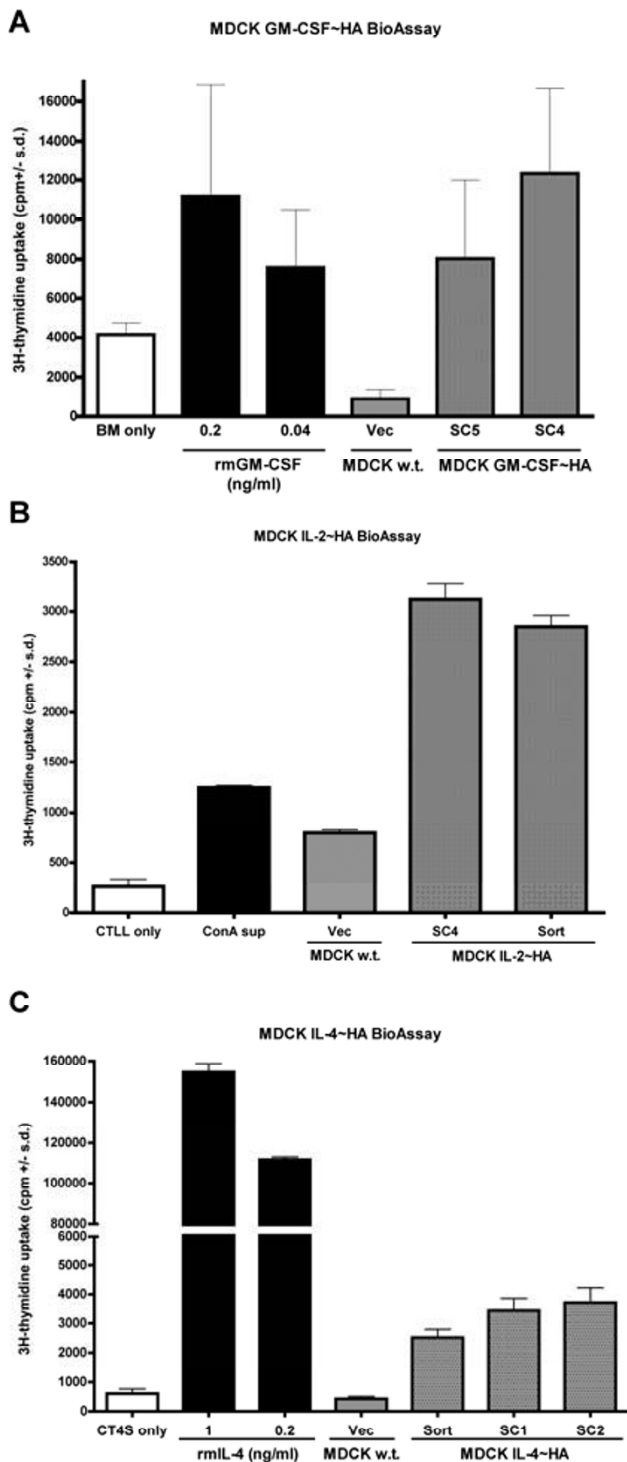 A
MDCK GM-CSF~HA BioAssay
3H-thymidine uptake (cpm+/- s.d.)
16000
14000
12000
10000
8000
6000
4000
2000
0
BM only 0.2 0.04 Vec SC5 SC4
rmGM-CSF MDCK w.t. MDCK GM-CSF~HA
(ng/ml)
B
MDCK IL-2~HA BioAssay
3H-thymidine uptake (cpm +/- s.d.)
3500
3000
2500
2000
1500
1000
500
0
CTLL only ConA sup Vec SC4 Sort
MDCK w.t. MDCK IL-2~HA
C
MDCK IL-4~HA BioAssay
3H-thymidine uptake (cpm +/- s.d.)
160000
140000
120000
100000
80000
6000
5000
4000
3000
2000
1000
0
CT4S only 1 0.2 Vec Sort SC1 SC2
rmIL-4 (ng/ml) MDCK w.t. MDCK IL-4~HA